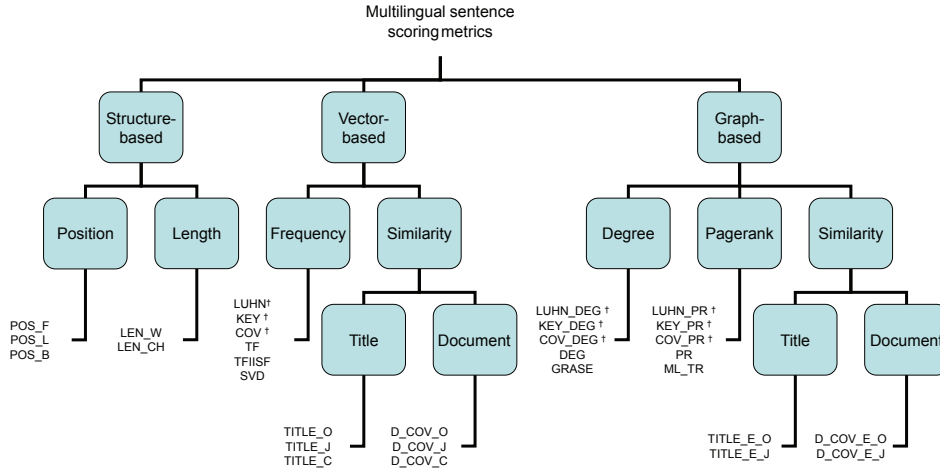 Multilingual sentence
scoring metrics
Structure-
based
Vector-
based
Graph-
based
Position
Length
Frequency
Similarity
Degree
Pagerank
Similarity
POS_F
POS_L
POS_B
LEN_W
LEN_CH
LUHN†
KEY †
COV †
TF
TFIISF
SVD
Title
Document
LUHN_DEG †
KEY_DEG †
COV_DEG †
DEG
GRASE
LUHN_PR †
KEY_PR †
COV_PR †
PR
ML_TR
Title
Document
TITLE_O
TITLE_J
TITLE_C
D_COV_O
D_COV_J
D_COV_C
TITLE_E_O
TITLE_E_J
D_COV_E_O
D_COV_E_J